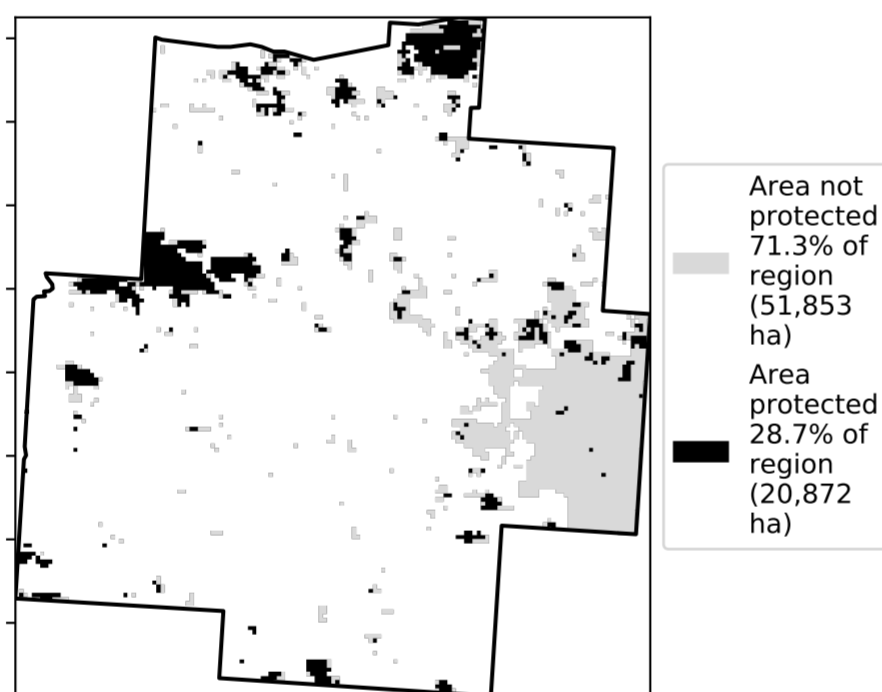 Area not
protected
71.3% of
region
(51,853
ha)
Area
protected
28.7% of
region
(20,872
ha)